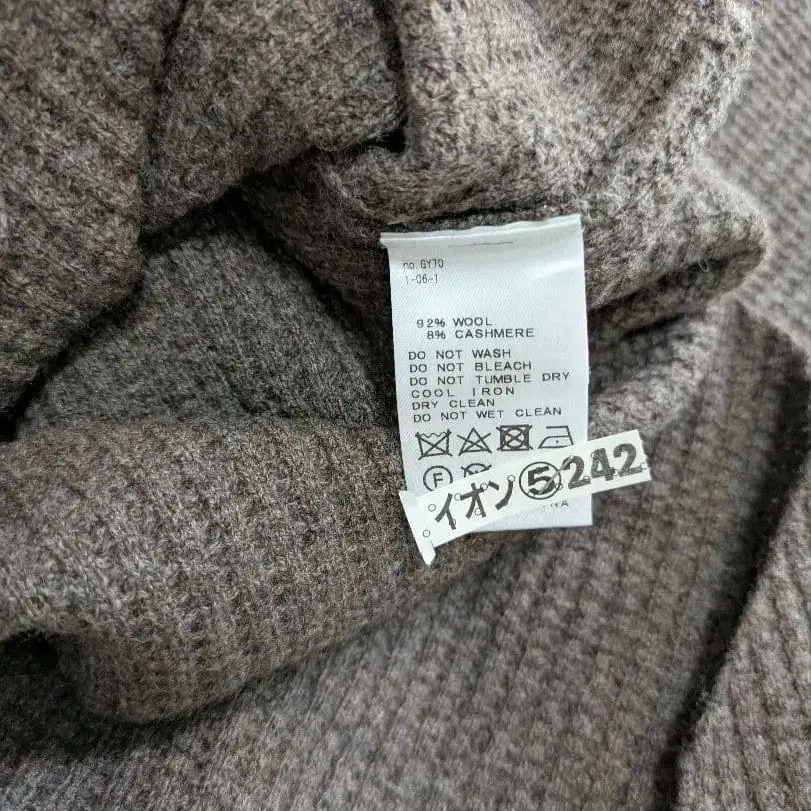 no. GY70
1-06-1
92% WOOL
8% CASHMERE
DO NOT WASH
DO NOT BLEACH
DO NOT TUMBLE DRY
COOL IRON
DRY CLEAN
DO NOT WET CLEAN
F
イオン⑤242